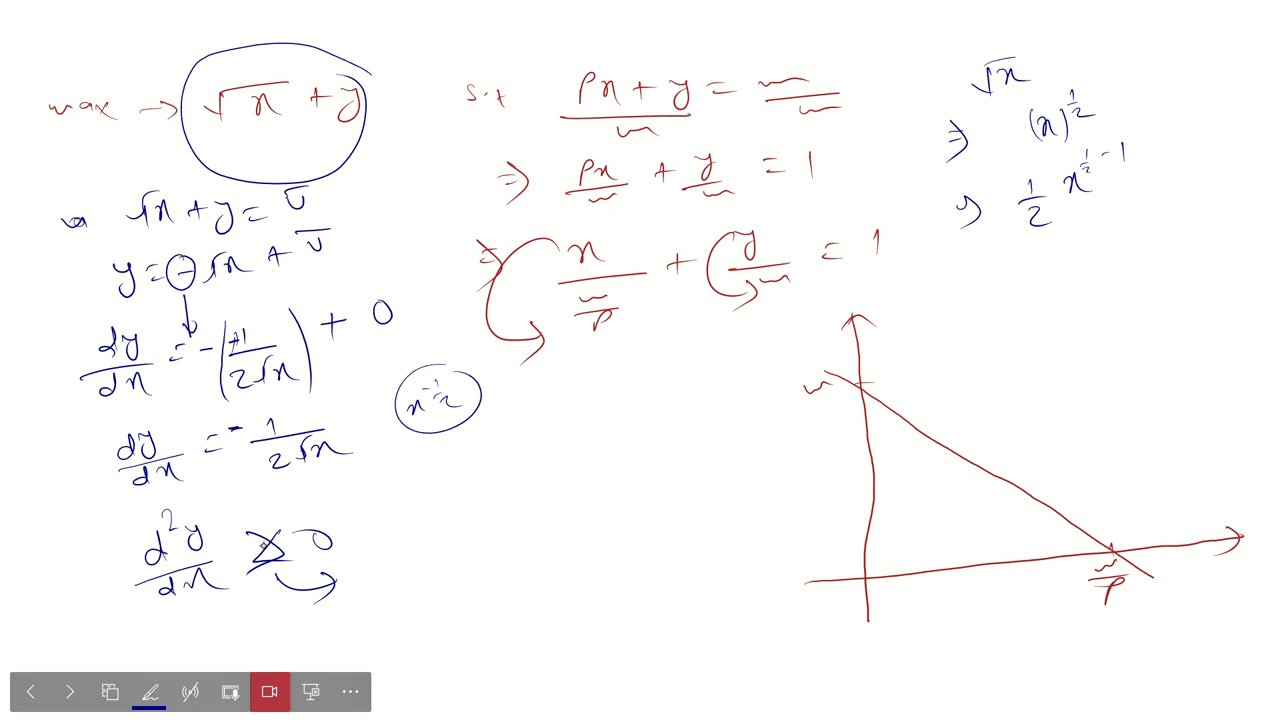 max → √x + y
√x + y = U
y = -√x + U
dy/dx = -(+1/2√x) + 0
x^-1/2
dy/dx = -1/2√x
d²y/dx > 0
s.t px + y/m = m/m
⇒ px/m + y/m = 1
⇒ x/(m/p) + y/m = 1
√x
⇒ (x)^1/2
⇒ 1/2 x^1/2-1
m
m/p